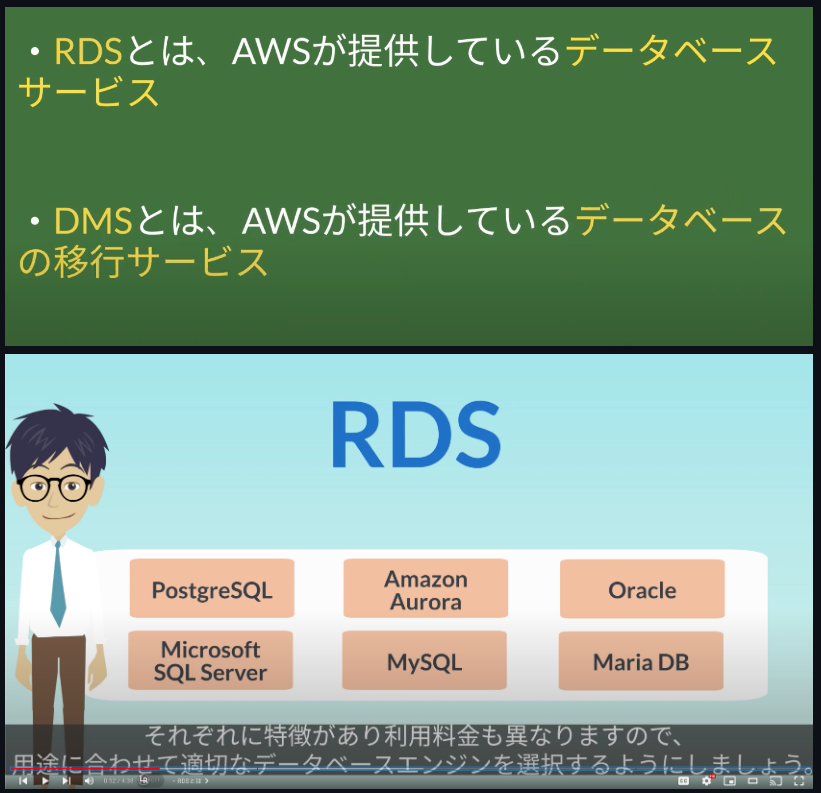 ・RDSとは、AWSが提供しているデータベース
サービス
・DMSとは、AWSが提供しているデータベース
の移行サービス
RDS
PostgreSQL
Amazon
Aurora
Oracle
Microsoft
SQL Server
MySQL
Maria DB
それぞれに特徴があり利用料金も異なりますので、
用途に合わせて適切なデータベースエンジンを選択するようにしましょう。